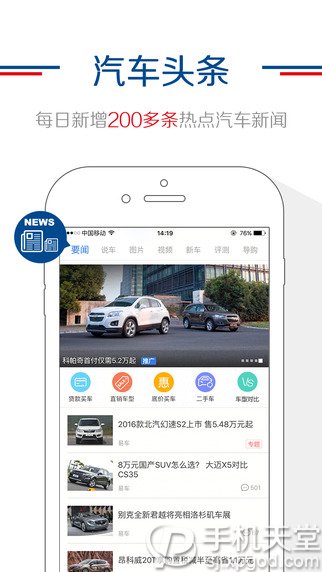 汽车头条
每日新增200多条热点汽车新闻
NEWS
中国移动 14:19
要闻 说车 图片 视频 新车 评测 导购
科帕奇首付仅需5.2万起 推广
贷款买车 直销车型 底价买车 二手车 车型对比
惠
VS
2016款北汽幻速S2上市 售5.48万元起
易车 专题
8万元国产SUV怎么选? 大迈X5对比
CS35
易车 501
别克全新君越将亮相洛杉矶车展
易车
昂科威201
手机天堂
sjttpp.com